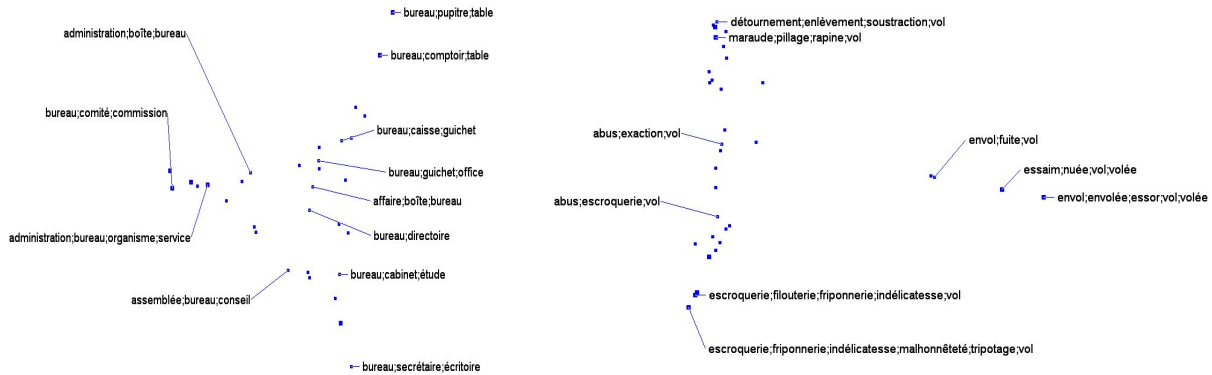 bureau;pupitre;table
administration;boîte;bureau
bureau;comptoir;table
bureau;comité;commission
bureau;caisse;guichet
bureau;guichet;office
affaire;boîte;bureau
administration;bureau;organisme;service
bureau;directoire
bureau;cabinet;étude
assemblée;bureau;conseil
bureau;secrétaire;écritoire
détournement;enlèvement;soustraction;vol
maraude;pillage;rapine;vol
abus;exaction;vol
envol;fuite;vol
essaim;nuée;vol;volée
envol;envolée;essor;vol;volée
abus;escroquerie;vol
escroquerie;filouterie;friponnerie;indélicatesse;vol
escroquerie;friponnerie;indélicatesse;malhonnêteté;tripotage;vol